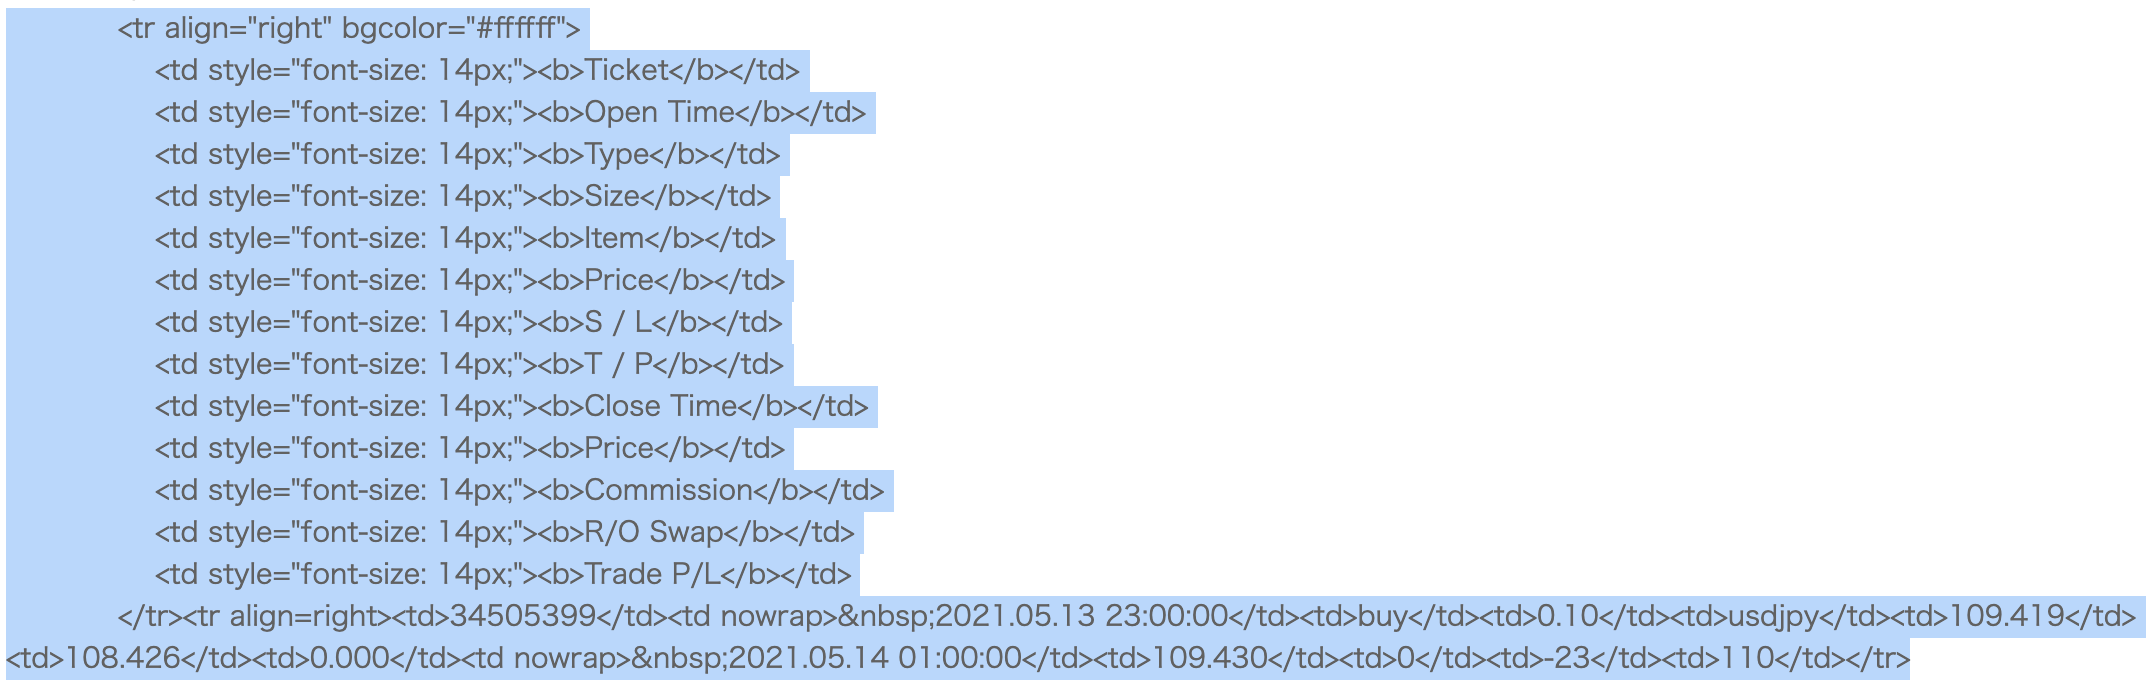 <tr align="right" bgcolor="#ffffff">
<td style="font-size: 14px;"><b>Ticket</b></td>
<td style="font-size: 14px;"><b>Open Time</b></td>
<td style="font-size: 14px;"><b>Type</b></td>
<td style="font-size: 14px;"><b>Size</b></td>
<td style="font-size: 14px;"><b>Item</b></td>
<td style="font-size: 14px;"><b>Price</b></td>
<td style="font-size: 14px;"><b>S / L</b></td>
<td style="font-size: 14px;"><b>T / P</b></td>
<td style="font-size: 14px;"><b>Close Time</b></td>
<td style="font-size: 14px;"><b>Price</b></td>
<td style="font-size: 14px;"><b>Commission</b></td>
<td style="font-size: 14px;"><b>R/O Swap</b></td>
<td style="font-size: 14px;"><b>Trade P/L</b></td>
</tr><tr align=right><td>34505399</td><td nowrap>&nbsp;2021.05.13 23:00:00</td><td>buy</td><td>0.10</td><td>usdjpy</td><td>109.419</td>
<td>108.426</td><td>0.000</td><td nowrap>&nbsp;2021.05.14 01:00:00</td><td>109.430</td><td>0</td><td>-23</td><td>110</td></tr>